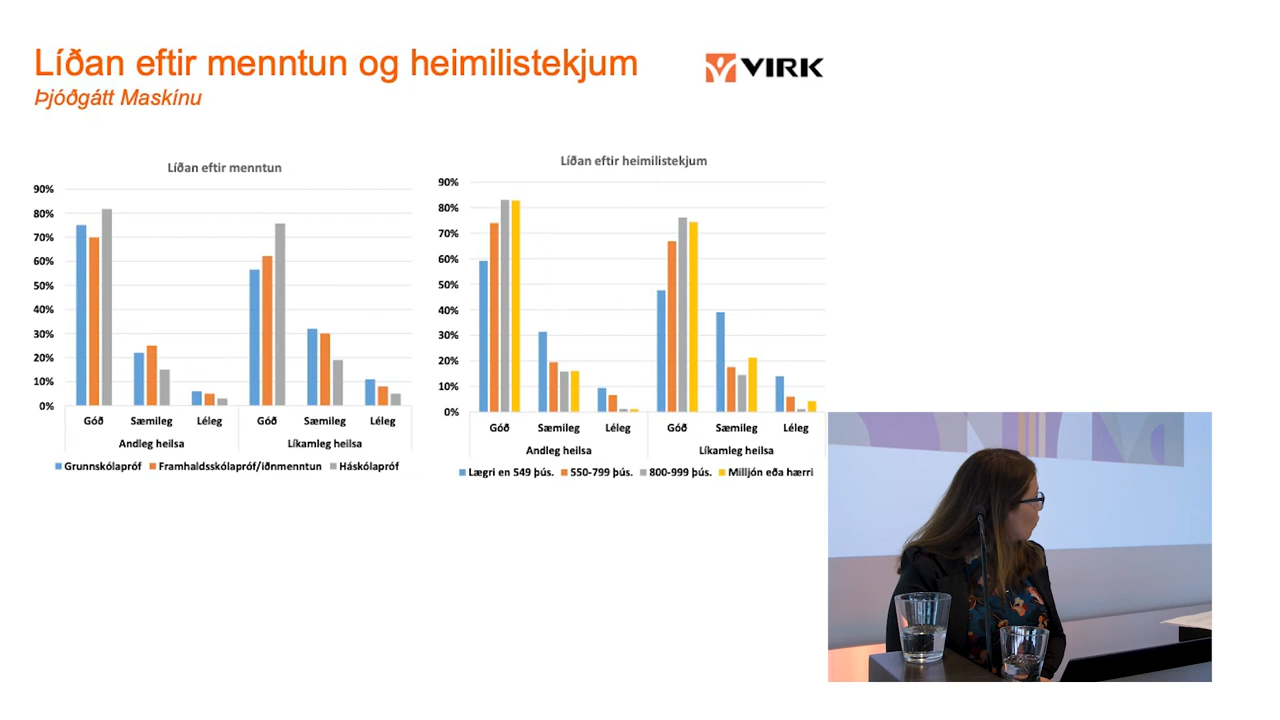 Líðan eftir menntun og heimilistekjum
VIRK
Þjóðgátt Maskínu
Líðan eftir menntun
90%
80%
70%
60%
50%
40%
30%
20%
10%
0%
Góð Sæmileg Léleg Góð Sæmileg Léleg
Andleg heilsa Líkamleg heilsa
Grunnskólapróf Framhaldsskólapróf/iðnmenntun Háskólapróf
Líðan eftir heimilistekjum
90%
80%
70%
60%
50%
40%
30%
20%
10%
0%
Góð Sæmileg Léleg Góð Sæmileg Léleg
Andleg heilsa Líkamleg heilsa
Lægri en 549 þús. 550-799 þús. 800-999 þús. Milljón eða hærri